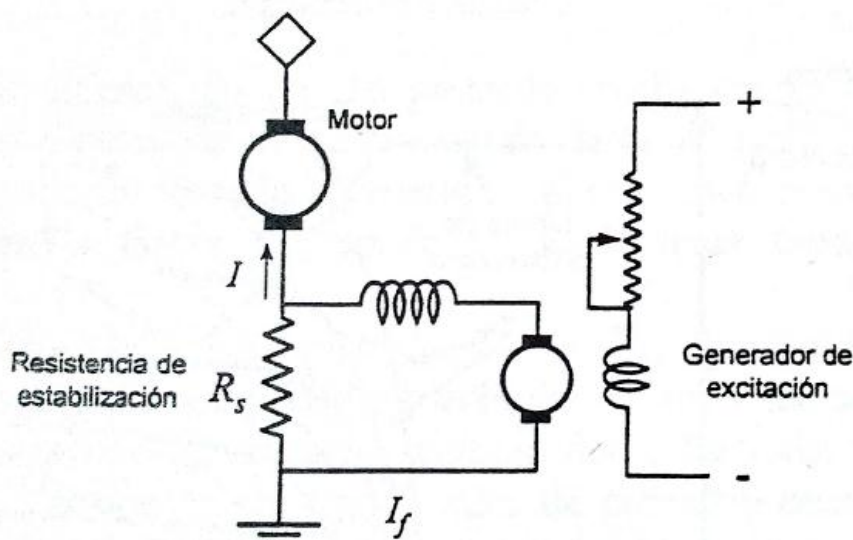 Motor
+
I
Resistencia de
estabilización
R_s
Generador de
excitación
-
I_f